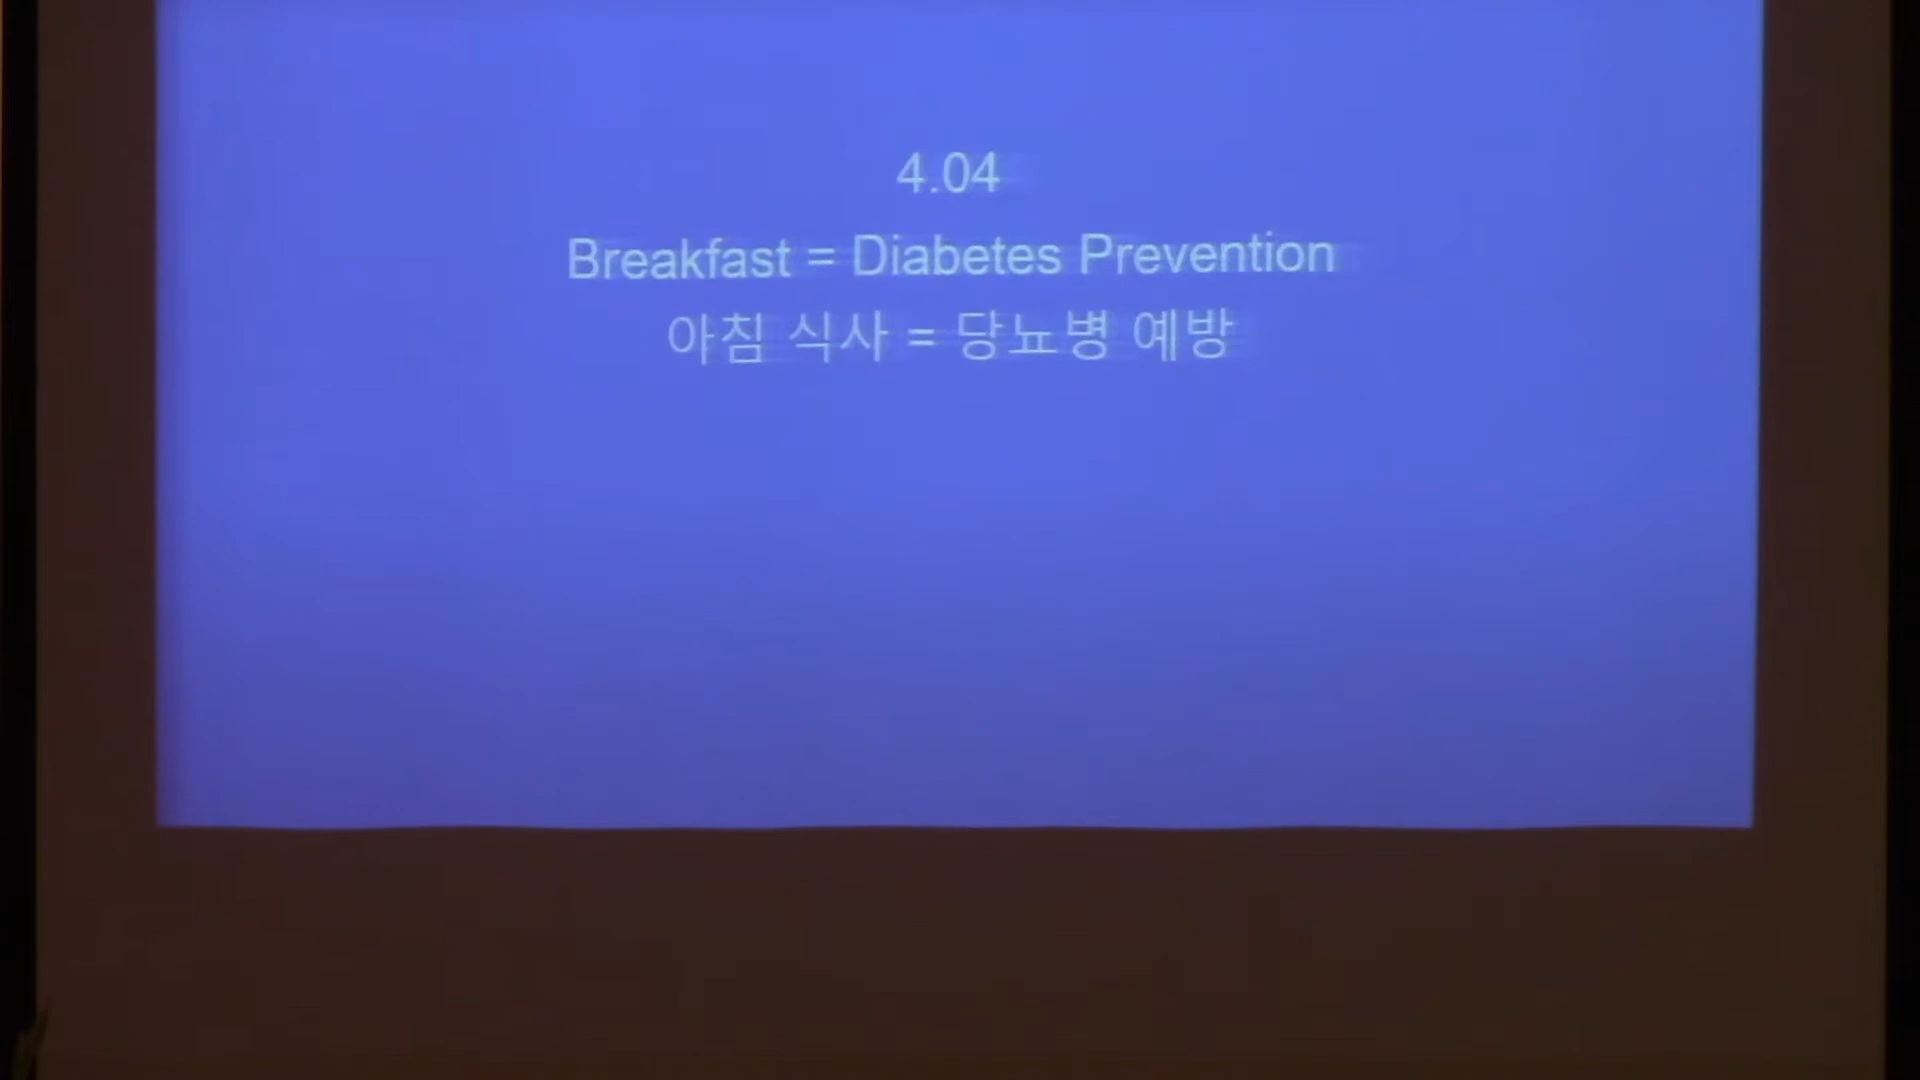 4.04
Breakfast = Diabetes Prevention
아침 식사 = 당뇨병 예방